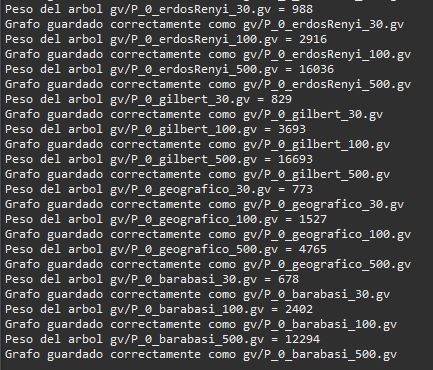 Peso del arbol gv/P_0_erdosRenyi_30.gv = 988
Grafo guardado correctamente como gv/P_0_erdosRenyi_30.gv
Peso del arbol gv/P_0_erdosRenyi_100.gv = 2916
Grafo guardado correctamente como gv/P_0_erdosRenyi_100.gv
Peso del arbol gv/P_0_erdosRenyi_500.gv = 16036
Grafo guardado correctamente como gv/P_0_erdosRenyi_500.gv
Peso del arbol gv/P_0_gilbert_30.gv = 829
Grafo guardado correctamente como gv/P_0_gilbert_30.gv
Peso del arbol gv/P_0_gilbert_100.gv = 3693
Grafo guardado correctamente como gv/P_0_gilbert_100.gv
Peso del arbol gv/P_0_gilbert_500.gv = 16693
Grafo guardado correctamente como gv/P_0_gilbert_500.gv
Peso del arbol gv/P_0_geografico_30.gv = 773
Grafo guardado correctamente como gv/P_0_geografico_30.gv
Peso del arbol gv/P_0_geografico_100.gv = 1527
Grafo guardado correctamente como gv/P_0_geografico_100.gv
Peso del arbol gv/P_0_geografico_500.gv = 4765
Grafo guardado correctamente como gv/P_0_geografico_500.gv
Peso del arbol gv/P_0_barabasi_30.gv = 678
Grafo guardado correctamente como gv/P_0_barabasi_30.gv
Peso del arbol gv/P_0_barabasi_100.gv = 2402
Grafo guardado correctamente como gv/P_0_barabasi_100.gv
Peso del arbol gv/P_0_barabasi_500.gv = 12294
Grafo guardado correctamente como gv/P_0_barabasi_500.gv